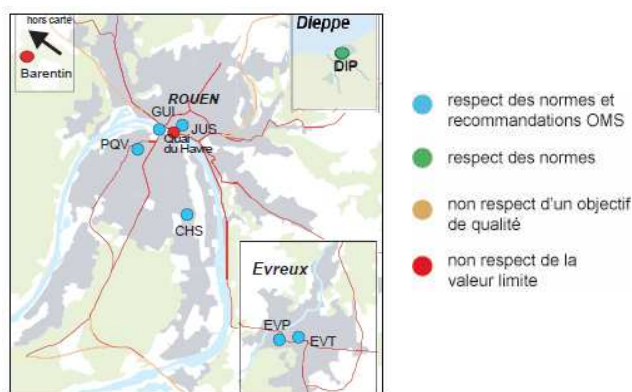 hors carte
Barentin
Dieppe
DIP
ROUEN
GUI
JUS
Quai
du Havre
PQV
CHS
Evreux
EVP
EVT
respect des normes et
recommandations OMS
respect des normes
non respect d'un objectif
de qualité
non respect de la
valeur limite